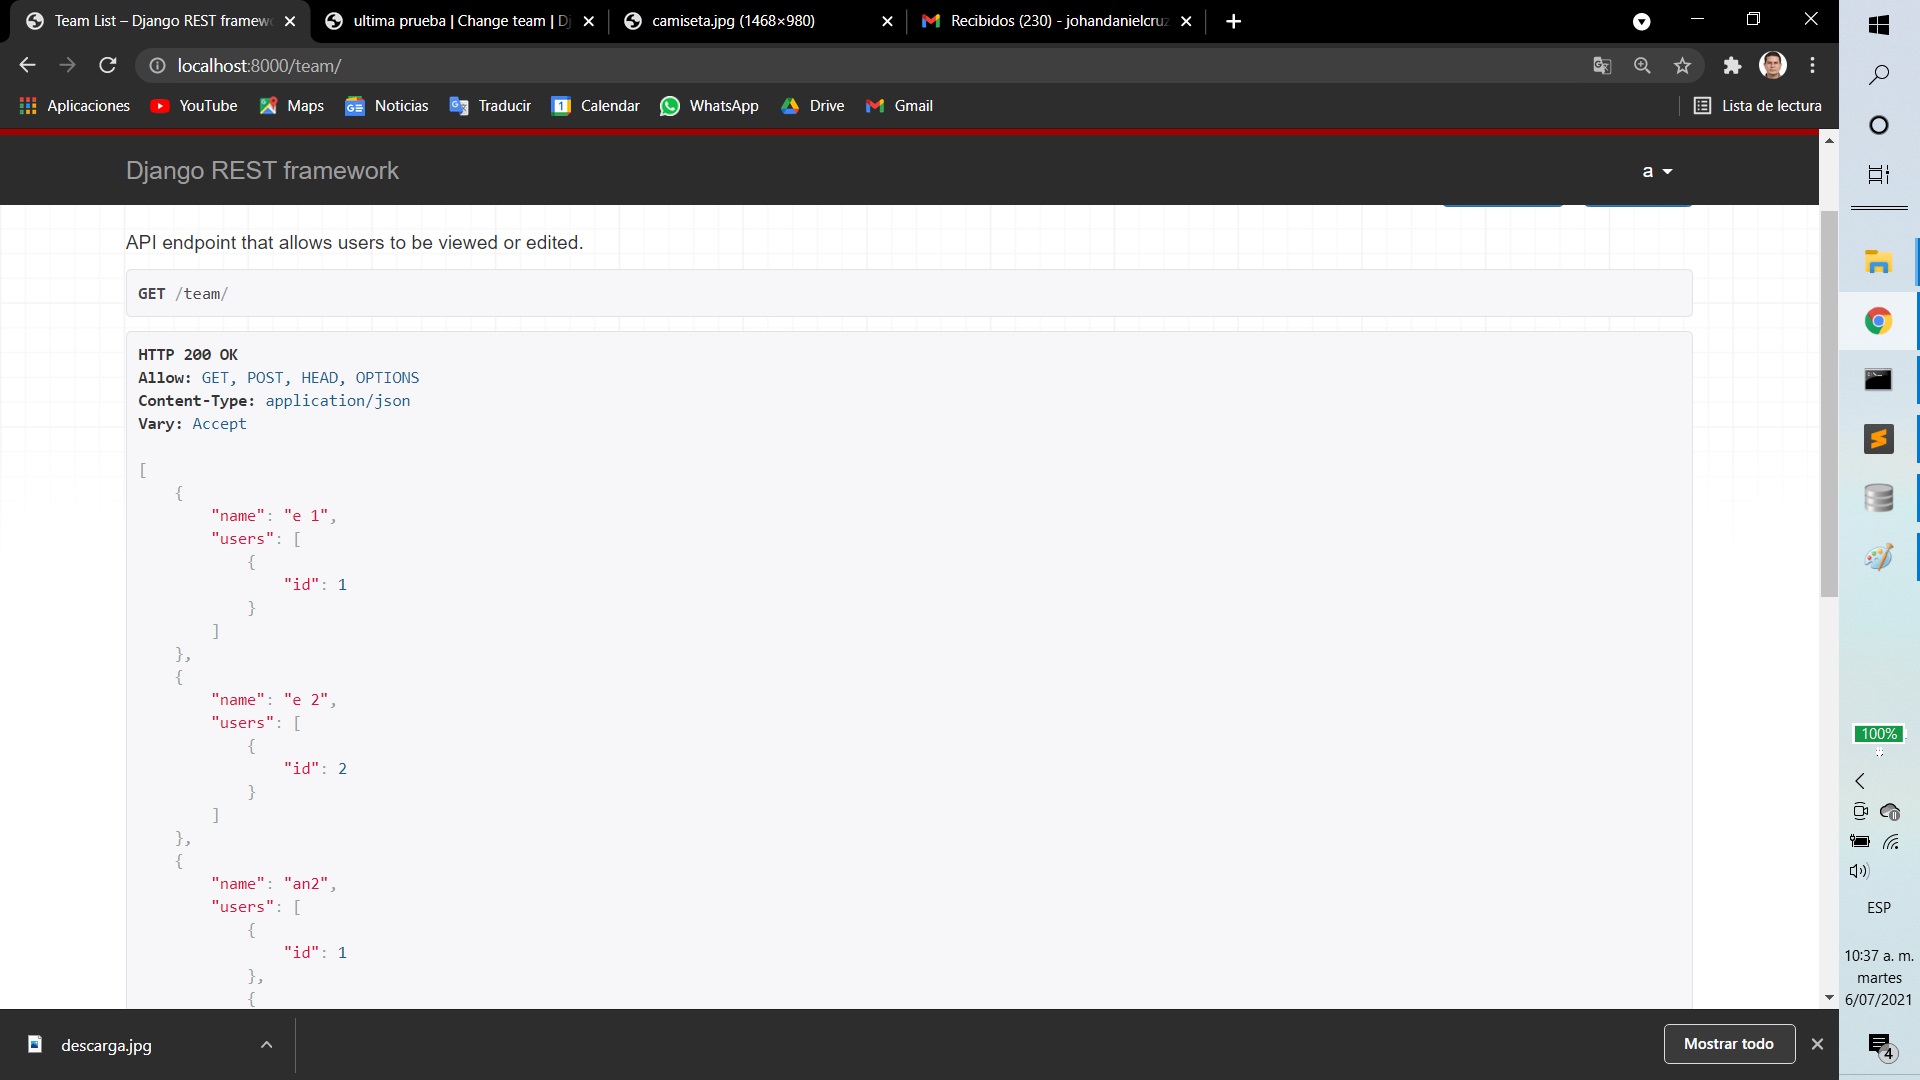 Team List – Django REST framew
ultima prueba | Change team | Dj
camiseta.jpg (1468×980)
Recibidos (230) - johandanielcruz
localhost:8000/team/
Aplicaciones
YouTube
Maps
Noticias
Traducir
Calendar
WhatsApp
Drive
Gmail
Lista de lectura
Django REST framework
a
API endpoint that allows users to be viewed or edited.
GET /team/
HTTP 200 OK
Allow: GET, POST, HEAD, OPTIONS
Content-Type: application/json
Vary: Accept
[
    {
        "name": "e 1",
        "users": [
            {
                "id": 1
            }
        ]
    },
    {
        "name": "e 2",
        "users": [
            {
                "id": 2
            }
        ]
    },
    {
        "name": "an2",
        "users": [
            {
                "id": 1
            },
            {
descarga.jpg
Mostrar todo
100%
ESP
10:37 a. m.
martes
6/07/2021
4